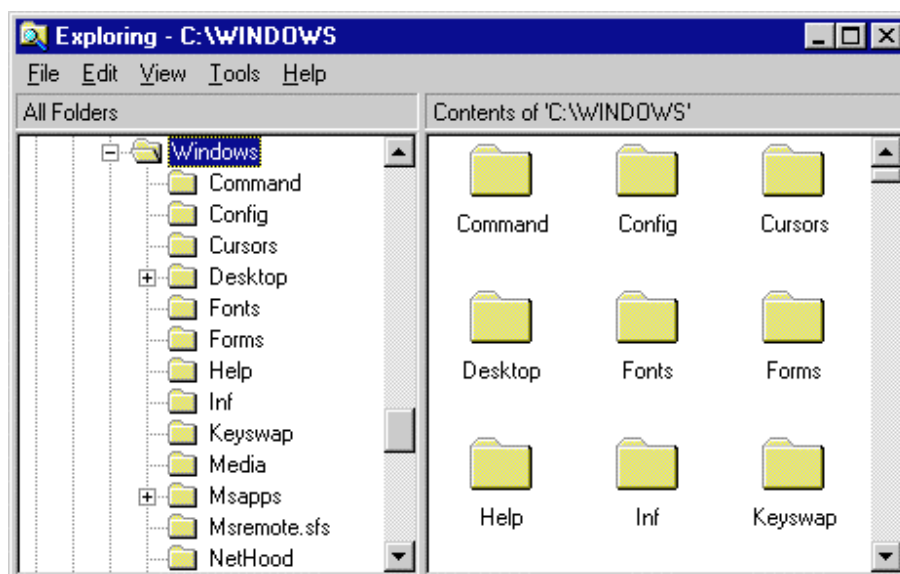 Exploring - C:\WINDOWS
File Edit View Tools Help
All Folders
Contents of 'C:\WINDOWS'
Windows
Command
Config
Cursors
Desktop
Fonts
Forms
Help
Inf
Keyswap
Media
Msapps
Msremote.sfs
NetHood
Command Config Cursors
Desktop Fonts Forms
Help Inf Keyswap